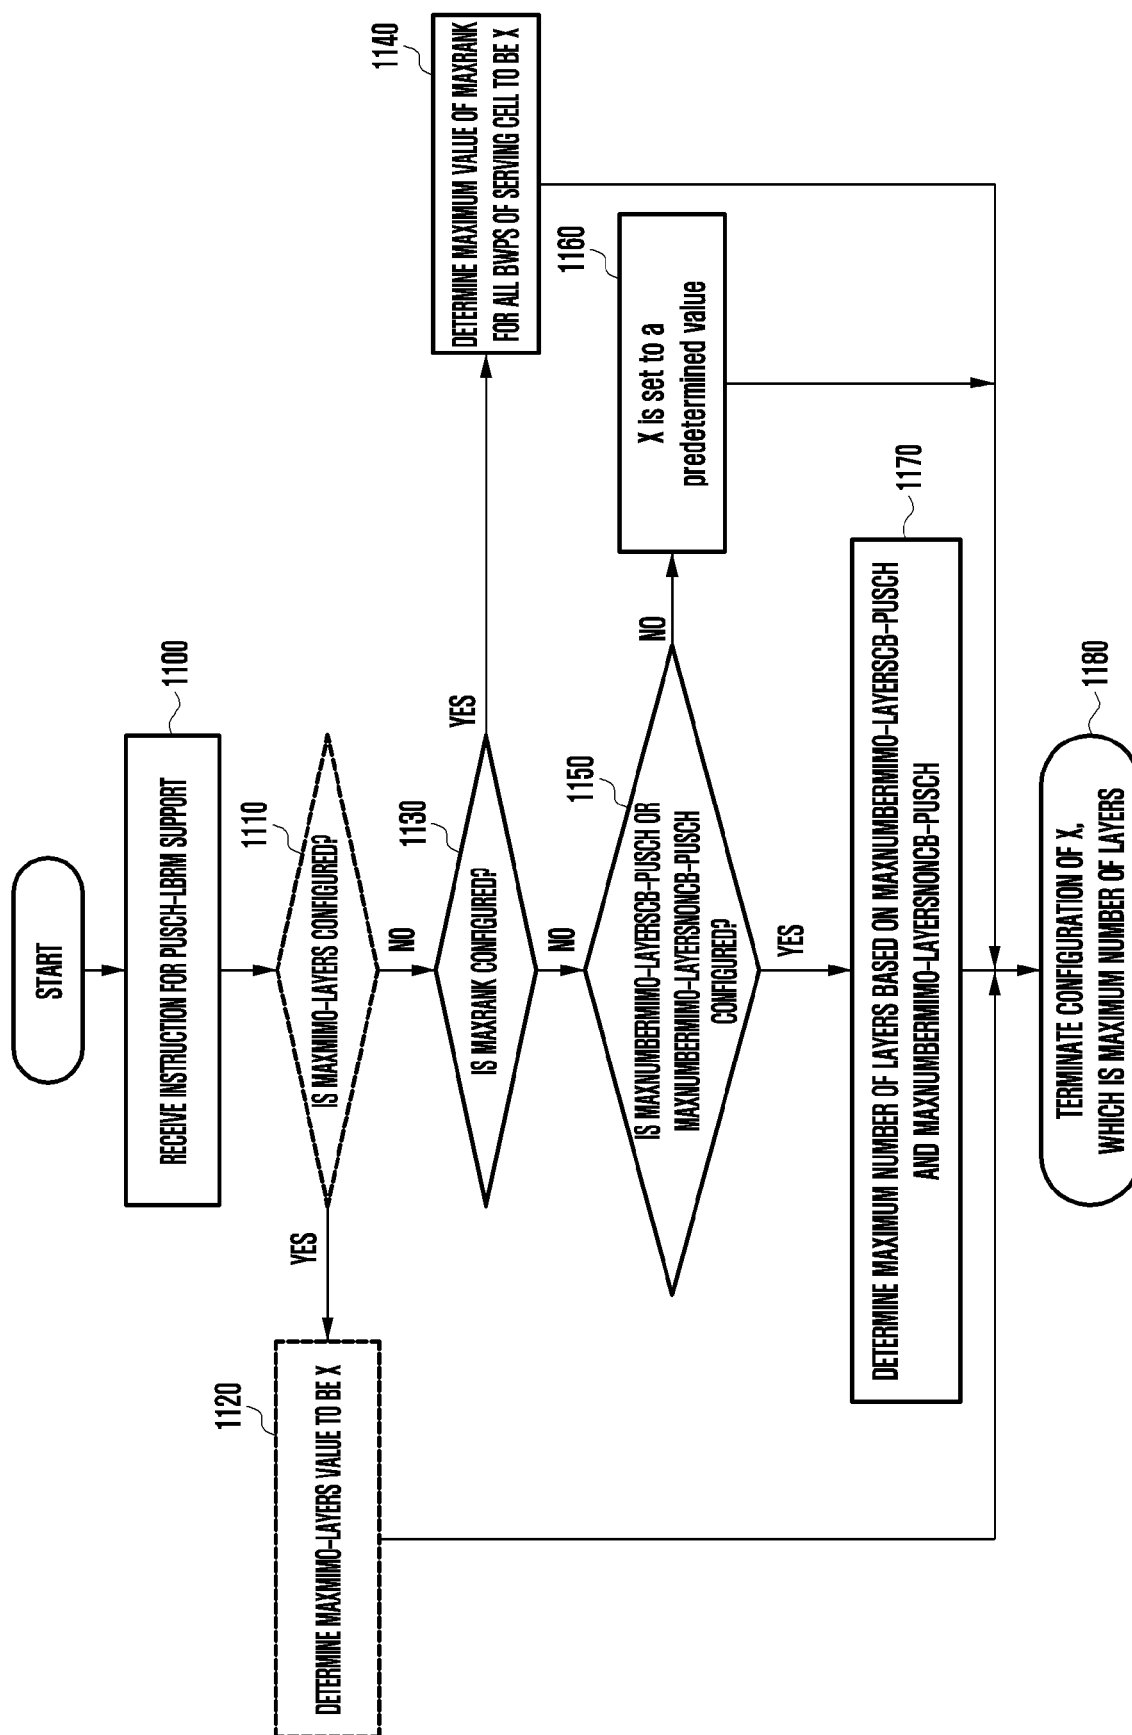 START
1100
RECEIVE INSTRUCTION FOR PUSCH-LBRM SUPPORT
1110
IS MAXMIMO-LAYERS CONFIGURED?
YES
NO
1120
DETERMINE MAXMIMO-LAYERS VALUE TO BE X
1130
IS MAXRANK CONFIGURED?
YES
NO
1140
DETERMINE MAXIMUM VALUE OF MAXRANK
FOR ALL BWPS OF SERVING CELL TO BE X
1150
IS MAXNUMBERMIMO-LAYERSCB-PUSCH OR
MAXNUMBERMIMO-LAYERSNONCB-PUSCH
CONFIGURED?
NO
YES
1160
X is set to a
predetermined value
1170
DETERMINE MAXIMUM NUMBER OF LAYERS BASED ON MAXNUMBERMIMO-LAYERSCB-PUSCH
AND MAXNUMBERMIMO-LAYERSNONCB-PUSCH
1180
TERMINATE CONFIGURATION OF X,
WHICH IS MAXIMUM NUMBER OF LAYERS